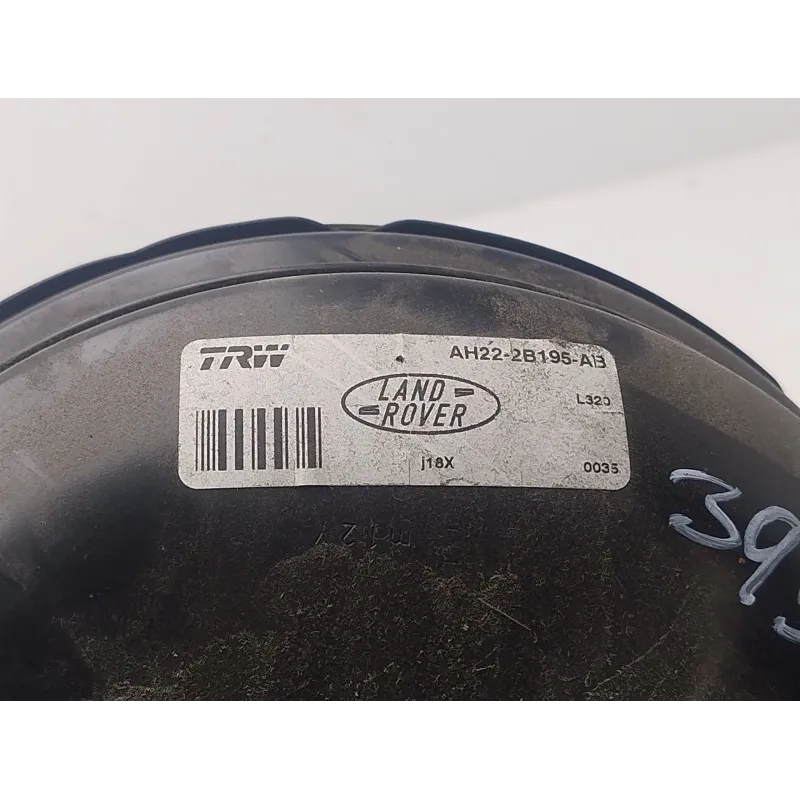 TRW
AH22-2B195-AB
LAND
ROVER
L320
j18X
0035